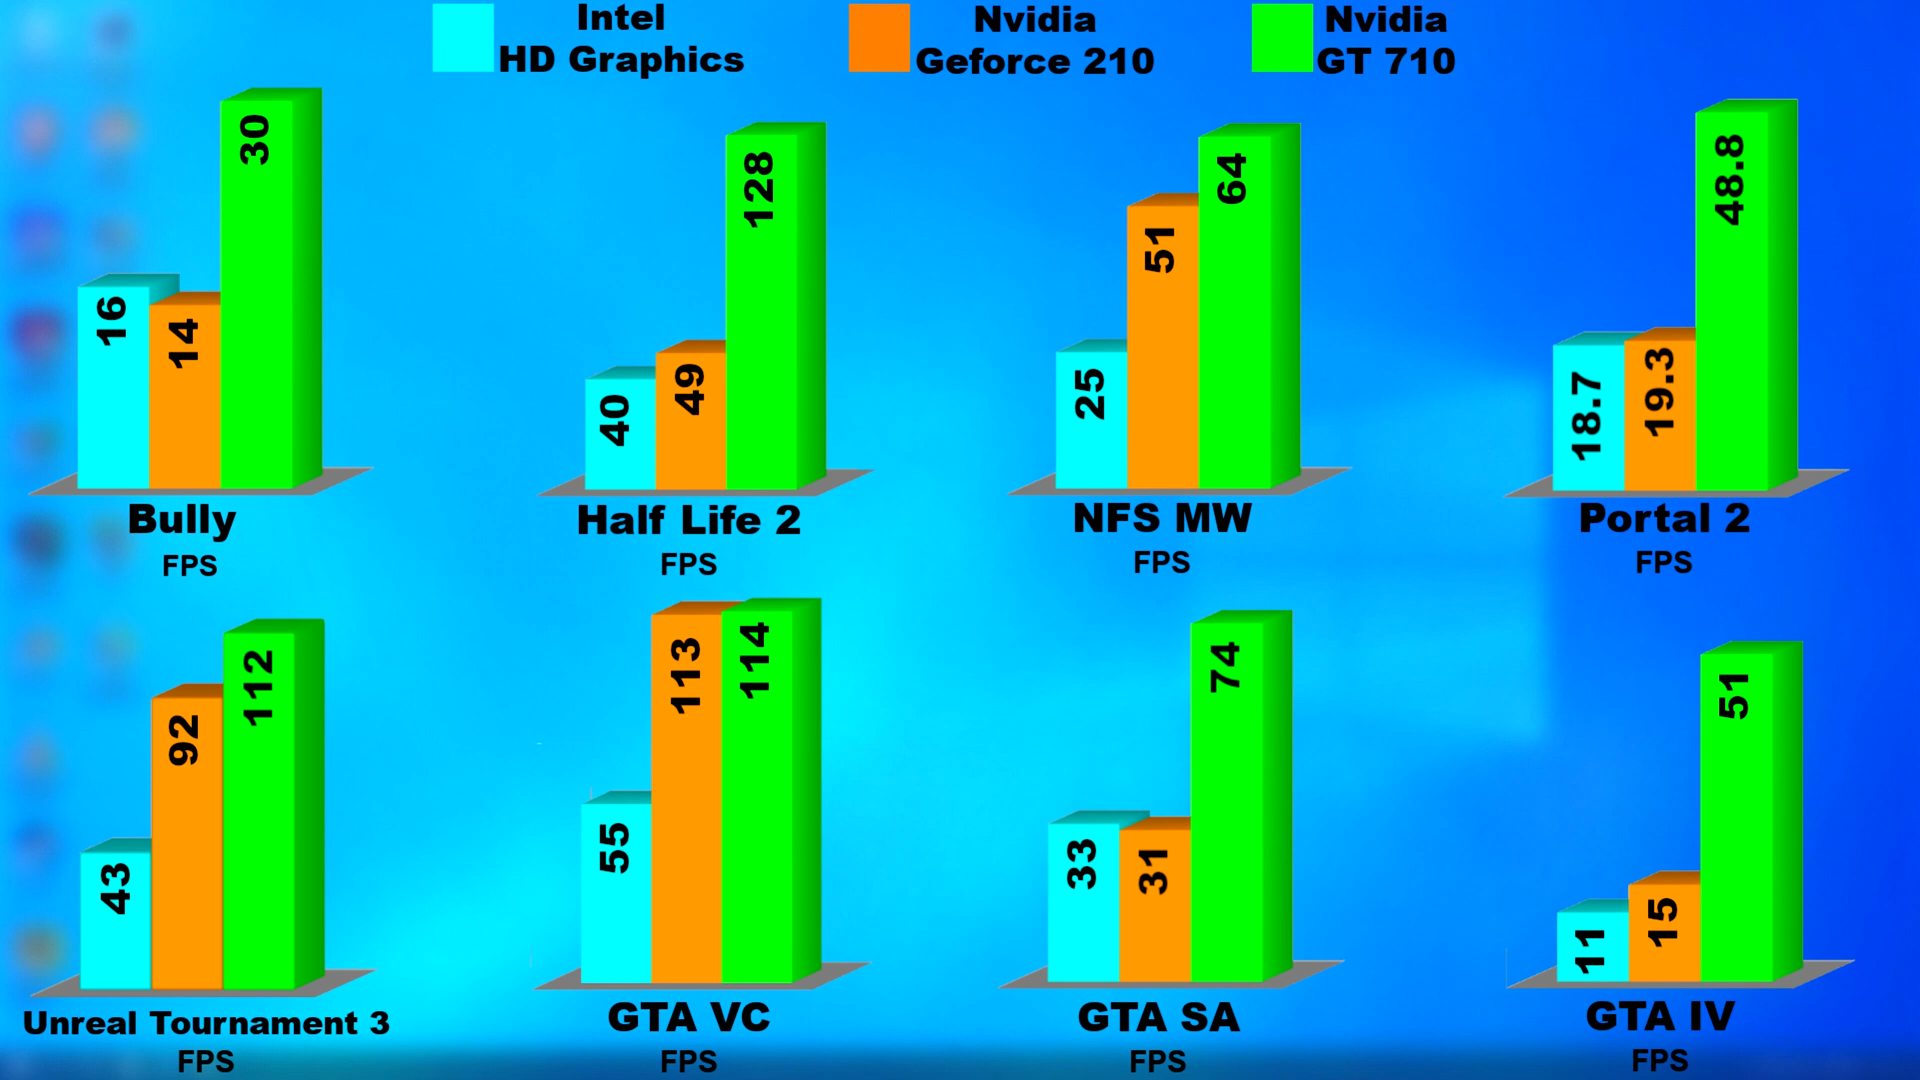 Intel
HD Graphics
Nvidia
Geforce 210
Nvidia
GT 710
16
14
30
Bully
FPS
40
49
128
Half Life 2
FPS
25
51
64
NFS MW
FPS
18.7
19.3
48.8
Portal 2
FPS
43
92
112
Unreal Tournament 3
FPS
55
113
114
GTA VC
FPS
33
31
74
GTA SA
FPS
11
15
51
GTA IV
FPS